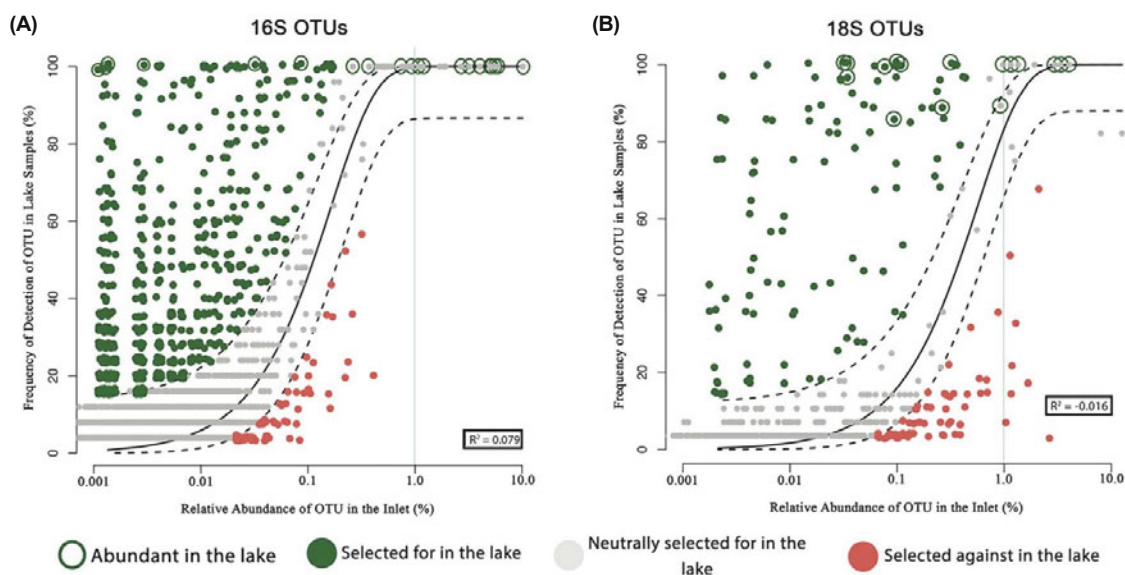 (A)
16S OTUs
Frequency of Detection of OTU in Lake Samples (%)
100
80
60
40
20
0
R² = 0.079
0.001
0.01
0.1
1.0
10.0
Relative Abundance of OTU in the Inlet (%)
(B)
18S OTUs
Frequency of Detection of OTU in Lake Samples (%)
100
80
60
40
20
0
R² = -0.016
0.001
0.01
0.1
1.0
10.0
Relative Abundance of OTU in the Inlet (%)
Abundant in the lake
Selected for in the lake
Neutrally selected for in the
lake
Selected against in the lake